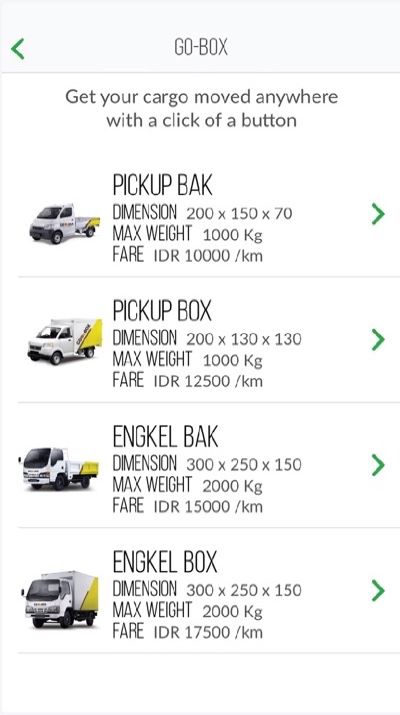 GO-BOX
Get your cargo moved anywhere
with a click of a button
PICKUP BAK
DIMENSION 200 x 150 x 70
MAX WEIGHT 1000 Kg
FARE IDR 10000 /km
PICKUP BOX
DIMENSION 200 x 130 x 130
MAX WEIGHT 1000 Kg
FARE IDR 12500 /km
ENGKEL BAK
DIMENSION 300 x 250 x 150
MAX WEIGHT 2000 Kg
FARE IDR 15000 /km
ENGKEL BOX
DIMENSION 300 x 250 x 150
MAX WEIGHT 2000 Kg
FARE IDR 17500 /km